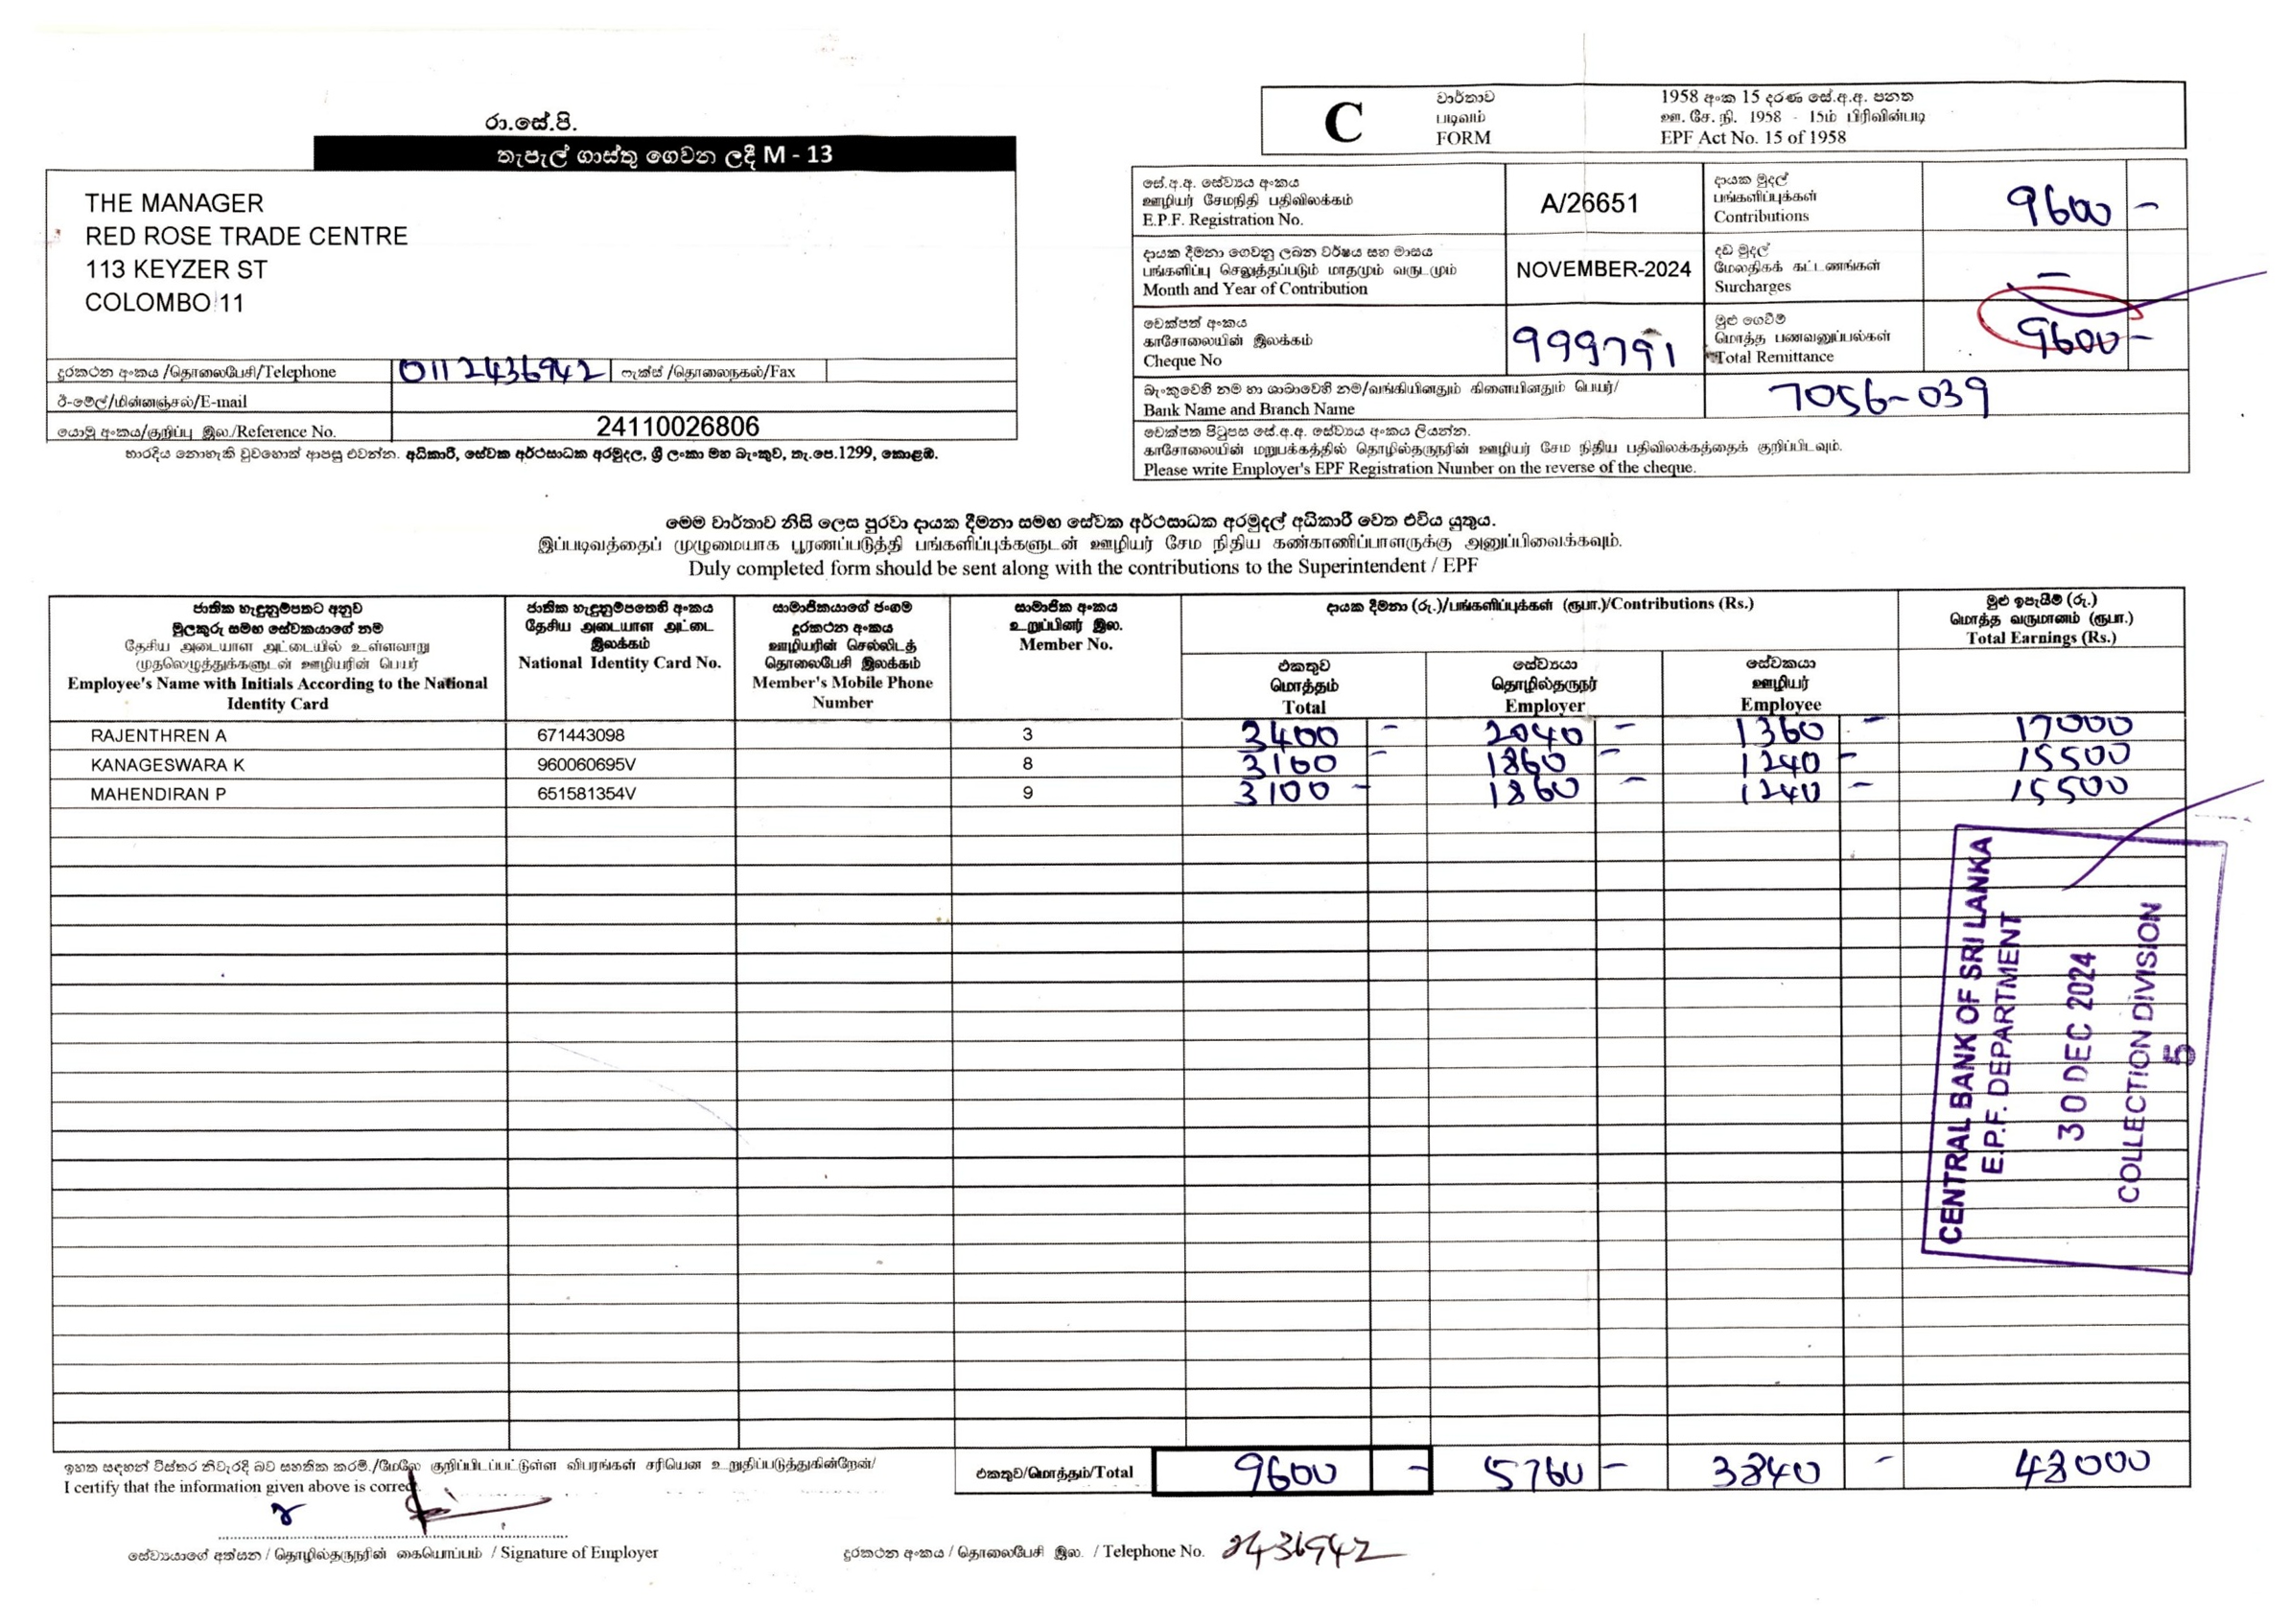 රා.සේ.පි.
තැපැල් ගාස්තු ගෙවන ලදී M - 13
THE MANAGER
RED ROSE TRADE CENTRE
113 KEYZER ST
COLOMBO 11
දුරකථන අංකය /தொலைபேசி/Telephone 0112436942 ෆැක්ස් /தொலைநகல்/Fax
ඊ-මේල්/மின்னஞ்சல்/E-mail
යොමු අංකය/குறிப்பு இல./Reference No. 24110026806
භාරදිය නොහැකි වුවහොත් ආපසු එවන්න. අධිකාරී, සේවක අර්ථසාධක අරමුදල, ශ්‍රී ලංකා මහ බැංකුව, තැ.පෙ.1299, කොළඹ.
C
වාර්තාව
படிவம்
FORM
1958 අංක 15 දරණ සේ.අ.අ. පනත
ஊ. சே. நி. 1958 - 15ம் பிரிவின்படி
EPF Act No. 15 of 1958
සේ.අ.අ. සේව්‍යය අංකය
ஊழியர் சேமநிதி பதிவிலக்கம்
E.P.F. Registration No.
A/26651
දායක මුදල්
பங்களிப்புக்கள்
Contributions
9600 -
දායක දීමනා ගෙවනු ලබන වර්ෂය සහ මාසය
பங்களிப்பு செலுத்தப்படும் மாதமும் வருடமும்
Month and Year of Contribution
NOVEMBER-2024
දඩ මුදල්
மேலதிகக் கட்டணங்கள்
Surcharges
-
චෙක්පත් අංකය
காசோலையின் இலக்கம்
Cheque No
999791
මුළු ගෙවීම්
மொத்த பணவனுப்பல்கள்
Total Remittance
9600 -
බැංකුවෙහි නම හා ශාඛාවෙහි නම/வங்கியினதும் கிளையினதும் பெயர்/
Bank Name and Branch Name
7056-039
චෙක්පත පිටුපස සේ.අ.අ. සේව්‍යය අංකය ලියන්න.
காசோலையின் மறுபக்கத்தில் தொழில்தருநரின் ஊழியர் சேம நிதிய பதிவிலக்கத்தைக் குறிப்பிடவும்.
Please write Employer's EPF Registration Number on the reverse of the cheque.
මෙම වාර්තාව නිසි ලෙස පුරවා දායක දීමනා සමඟ සේවක අර්ථසාධක අරමුදල් අධිකාරී වෙත එවිය යුතුය.
இப்படிவத்தைப் முழுமையாக பூரணப்படுத்தி பங்களிப்புக்களுடன் ஊழியர் சேம நிதிய கண்காணிப்பாளருக்கு அனுப்பிவைக்கவும்.
Duly completed form should be sent along with the contributions to the Superintendent / EPF
ජාතික හැඳුනුම්පතට අනුව
මුලකුරු සමඟ සේවකයාගේ නම
தேசிய அடையாள அட்டையில் உள்ளவாறு
முதலெழுத்துக்களுடன் ஊழியரின் பெயர்
Employee's Name with Initials According to the National
Identity Card
ජාතික හැඳුනුම්පතෙහි අංකය
தேசிய அடையாள அட்டை
இலக்கம்
National Identity Card No.
සාමාජිකයාගේ ජංගම
දුරකථන අංකය
ஊழியரின் செல்லிடத்
தொலைபேசி இலக்கம்
Member's Mobile Phone
Number
සාමාජික අංකය
உறுப்பினர் இல.
Member No.
දායක දීමනා (රු.)/பங்களிப்புக்கள் (ரூபா.)/Contributions (Rs.)
එකතුව
மொத்தம்
Total
සේව්‍යයා
தொழில்தருநர்
Employer
සේවකයා
ஊழியர்
Employee
මුළු ඉපැයීම් (රු.)
மொத்த வருமானம் (ரூபா.)
Total Earnings (Rs.)
RAJENTHREN A 671443098 3 3400 - 2040 - 1360 - 17000
KANAGESWARA K 960060695V 8 3160 - 1860 - 1240 - 15500
MAHENDIRAN P 651581354V 9 3100 - 1860 - 1240 - 15500
CENTRAL BANK OF SRI LANKA
E.P.F. DEPARTMENT
30 DEC 2024
COLLECTION DIVISION
5
ඉහත සඳහන් විස්තර නිවැරදි බව සහතික කරමි./மேலே குறிப்பிடப்பட்டுள்ள விபரங்கள் சரியென உறுதிப்படுத்துகின்றேன்/
I certify that the information given above is correct.
එකතුව/மொத்தம்/Total 9600 - 5760 - 3840 - 48000
සේව්‍යයාගේ අත්සන / தொழில்தருநரின் கையொப்பம் / Signature of Employer
දුරකථන අංකය / தொலைபேசி இல. / Telephone No. 2436942